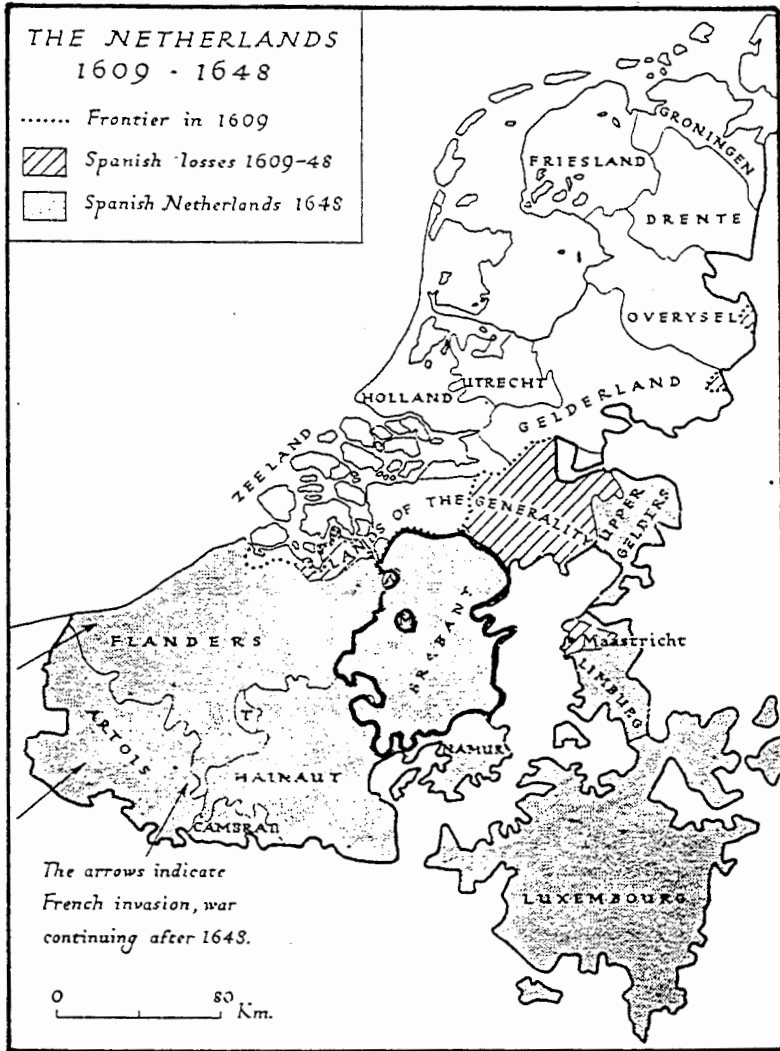 THE NETHERLANDS
1609 - 1648
Frontier in 1609
Spanish losses 1609-48
Spanish Netherlands 1648
GRONINGEN
FRIESLAND
DRENTE
OVERYSEL
UTRECHT
HOLLAND
GELDERLAND
ZEELAND
LANDS OF THE GENERALITY
UPPER
GELDERS
FLANDERS
BRABANT
M
Maastricht
LIMBURG
ARTOIS
T
NAMUR
HAINAUT
CAMBRAI
LUXEMBOURG
The arrows indicate
French invasion, war
continuing after 1648.
0 80 Km.